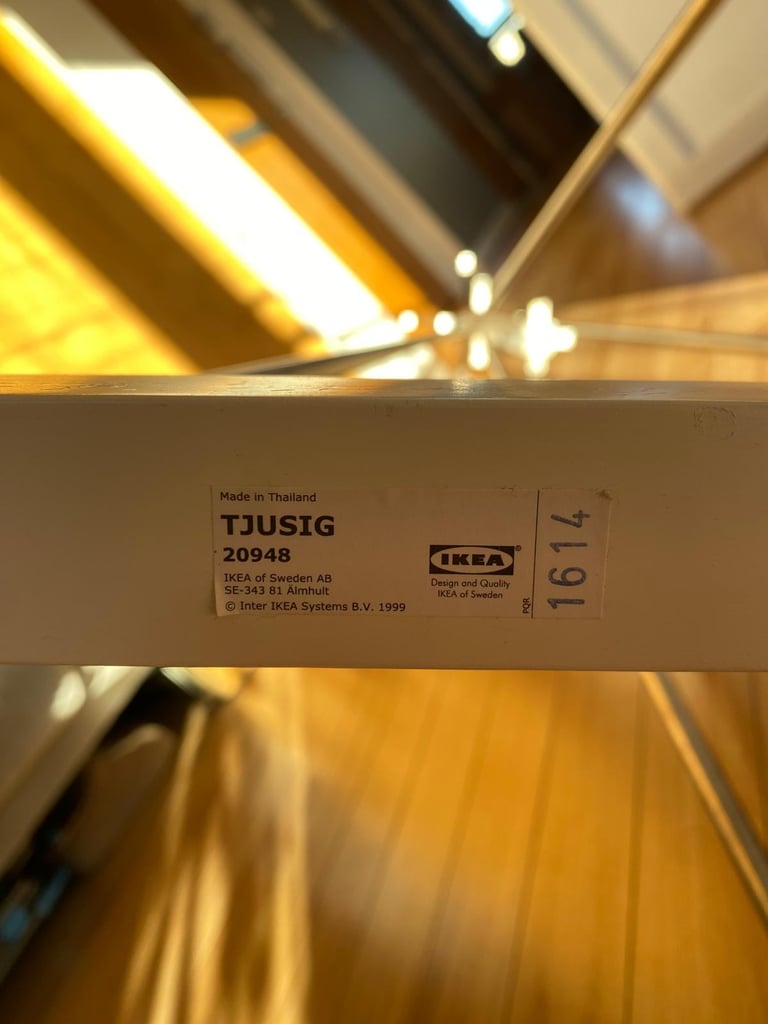 Made in Thailand
TJUSIG
20948
IKEA of Sweden AB
SE-343 81 Älmhult
© Inter IKEA Systems B.V. 1999
IKEA®
Design and Quality
IKEA of Sweden
PQR
1614